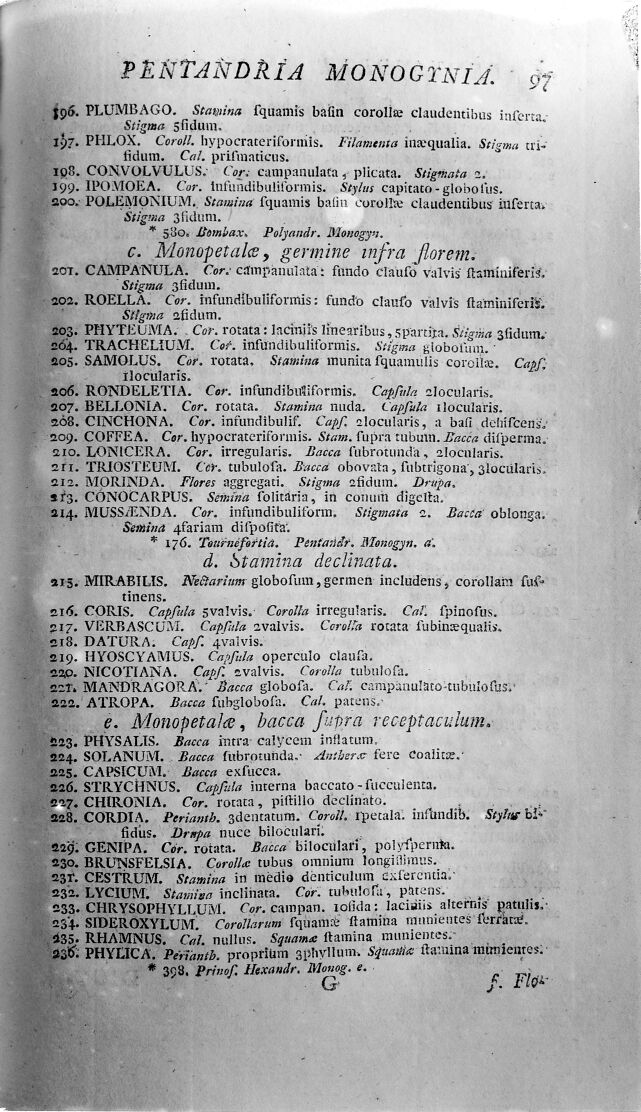 PENTANDRIA MONOGYNIA. 97
196. PLUMBAGO. Stamina ſquamis baſin corollæ claudentibus inſerta.
Stigma 5fidum.
197. PHLOX. Coroll. hypocrateriformis. Filamenta inæqualia. Stigma tri-
fidum. Cal. priſmaticus.
198. CONVOLVULUS. Cor. campanulata, plicata. Stigmata 2.
199. IPOMOEA. Cor. Infundibuliformis. Stylus capitato-globoſus.
200. POLEMONIUM. Stamina ſquamis baſin corollæ claudentibus inſerta.
Stigma 3fidum.
* 580. Bombax. Polyandr. Monogyn.
c. Monopetalæ, germine infra florem.
201. CAMPANULA. Cor. campanulata: fundo clauſo valvis ſtaminiferis.
Stigma 3fidum.
202. ROELLA. Cor. infundibuliformis: fundo clauſo valvis ſtaminiferis.
Stigma 2fidum.
203. PHYTEUMA. Cor. rotata: laciniis linearibus, 5partita. Stigma 3fidum.
204. TRACHELIUM. Cor. infundibuliformis. Stigma globoſum.
205. SAMOLUS. Cor. rotata. Stamina munita ſquamulis corollæ. Capſ.
1locularis.
206. RONDELETIA. Cor. infundibuliformis. Capſula 2locularis.
207. BELLONIA. Cor. rotata. Stamina nuda. Capſula 1locularis.
208. CINCHONA. Cor. infundibulif. Capſ. 2locularis, a baſi dehiſcens.
209. COFFEA. Cor. hypocrateriformis. Stam. ſupra tubum. Bacca diſperma.
210. LONICERA. Cor. irregularis. Bacca ſubrotunda, 2locularis.
211. TRIOSTEUM. Cor. tubuloſa. Bacca obovata, ſubtrigona, 3locularis.
212. MORINDA. Flores aggregati. Stigma 2fidum. Drupa.
213. CONOCARPUS. Semina ſolitaria, in conum digeſta.
214. MUSSÆNDA. Cor. infundibuliform. Stigmata 2. Bacca oblonga.
Semina 4fariam diſpoſita.
* 176. Tournefortia. Pentandr. Monogyn. a.
d. Stamina declinata.
215. MIRABILIS. Nectarium globoſum, germen includens, corollam ſuſ-
tinens.
216. CORIS. Capſula 5valvis. Corolla irregularis. Cal. ſpinoſus.
217. VERBASCUM. Capſula 2valvis. Corolla rotata ſubinæqualis.
218. DATURA. Capſ. 4valvis.
219. HYOSCYAMUS. Capſula operculo clauſa.
220. NICOTIANA. Capſ. 2valvis. Corolla tubuloſa.
221. MANDRAGORA. Bacca globoſa. Cal. campanulato-tubuloſus.
222. ATROPA. Bacca ſubgloboſa. Cal. patens.
e. Monopetalæ, bacca ſupra receptaculum.
223. PHYSALIS. Bacca intra calycem inflatum.
224. SOLANUM. Bacca ſubrotunda. Antheræ fere coalitæ.
225. CAPSICUM. Bacca exſucca.
226. STRYCHNUS. Capſula interna baccato-ſucculenta.
227. CHIRONIA. Cor. rotata, piſtillo declinato.
228. CORDIA. Perianth. 3dentatum. Coroll. 1petala. infundib. Stylus bi-
fidus. Drupa nuce biloculari.
229. GENIPA. Cor. rotata. Bacca biloculari, polyſperma.
230. BRUNSFELSIA. Corollæ tubus omnium longiſſimus.
231. CESTRUM. Stamina in medio denticulum exſerentia.
232. LYCIUM. Stamina inclinata. Cor. tubuloſa, patens.
233. CHRYSOPHYLLUM. Cor. campan. 10fida: laciniis alternis patulis.
234. SIDEROXYLUM. Corollarum ſquamæ ſtamina munientes ſerratæ.
235. RHAMNUS. Cal. nullus. Squamæ ſtamina munientes.
236. PHYLICA. Perianth. proprium 3phyllum. Squamæ ſtamina munientes.
* 398. Prinoſ. Hexandr. Monog. e.
G f. Flo-